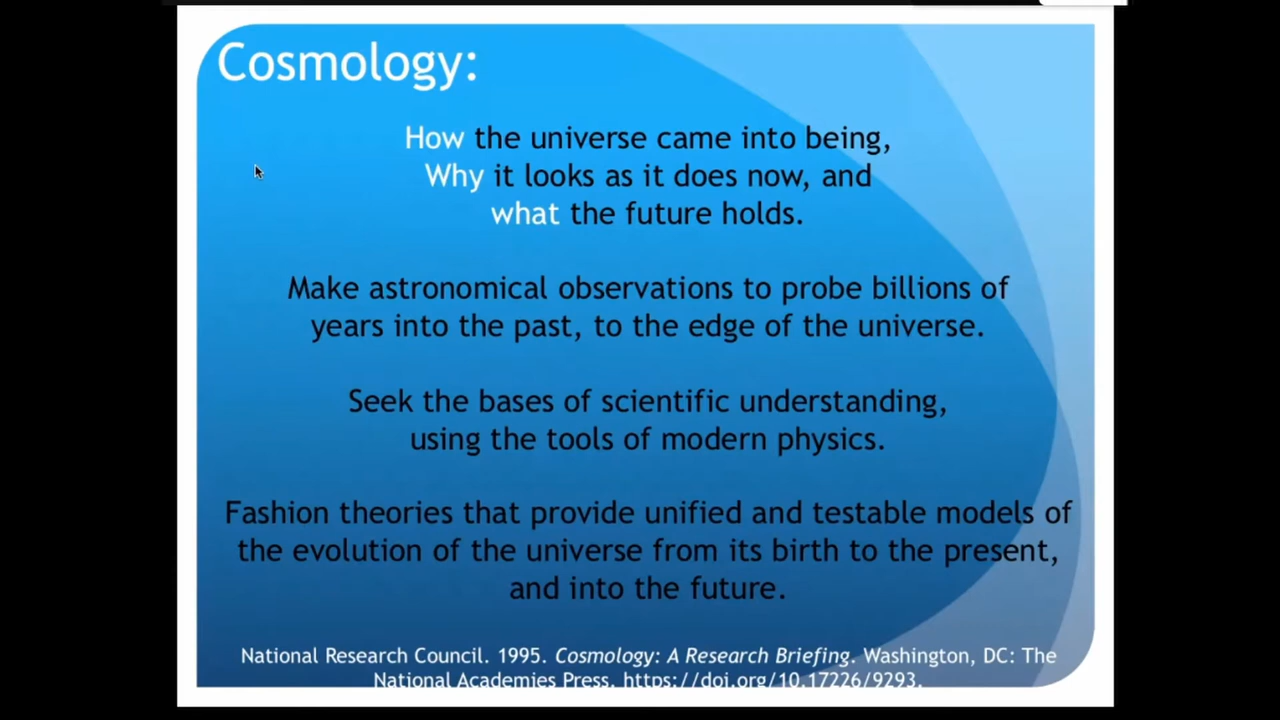 Cosmology:
How the universe came into being,
Why it looks as it does now, and
what the future holds.
Make astronomical observations to probe billions of
years into the past, to the edge of the universe.
Seek the bases of scientific understanding,
using the tools of modern physics.
Fashion theories that provide unified and testable models of
the evolution of the universe from its birth to the present,
and into the future.
National Research Council. 1995. Cosmology: A Research Briefing. Washington, DC: The
National Academies Press. https://doi.org/10.17226/9293.